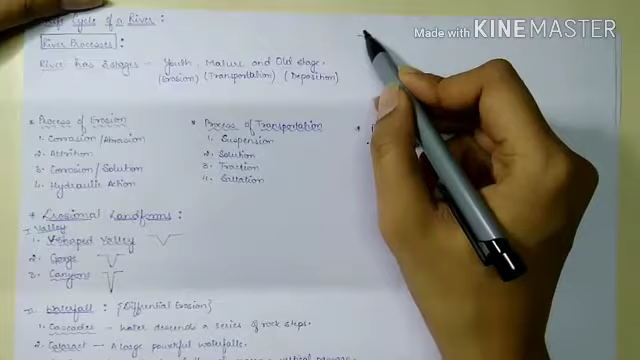 Life Cycle of a River :
Made with KINEMASTER
River Processes :
River has 3 stages - Youth, Mature and Old stage.
(Erosion) (Transportation) (Deposition)
* Process of Erosion
1. Corrasion/Abrasion
2. Attrition
3. Corrosion/Solution
4. Hydraulic Action
* Process of Transportation
1. Suspension
2. Solution
3. Traction
4. Saltation
* Erosional Landforms :
I Valley
1. V Shaped Valley
2. Gorge
3. Canyons
II. Waterfall : {Differential Erosion}
1. Cascades - Water descends a series of rock steps.
2. Cataract - A large powerful waterfalls.